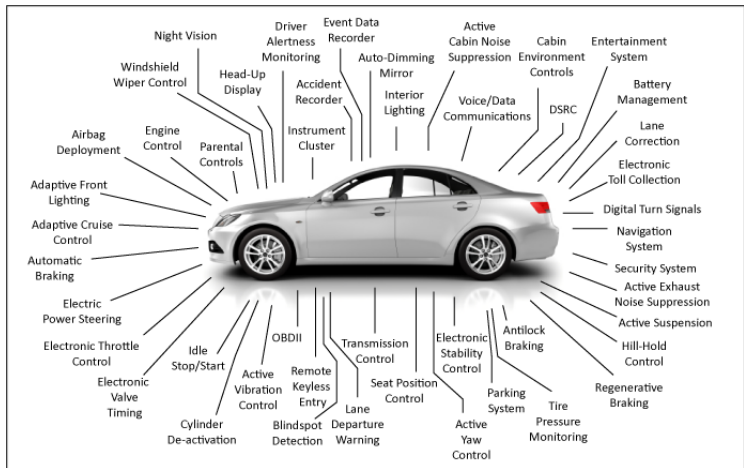 Night Vision
Driver
Alertness
Monitoring
Event Data
Recorder
Active
Cabin Noise
Suppression
Cabin
Environment
Controls
Entertainment
System
Windshield
Wiper Control
Head-Up
Display
Accident
Recorder
Auto-Dimming
Mirror
Interior
Lighting
Voice/Data
Communications
DSRC
Battery
Management
Airbag
Deployment
Engine
Control
Parental
Controls
Instrument
Cluster
Lane
Correction
Electronic
Toll Collection
Adaptive Front
Lighting
Digital Turn Signals
Adaptive Cruise
Control
Navigation
System
Automatic
Braking
Security System
Electric
Power Steering
Active Exhaust
Noise Suppression
Active Suspension
Electronic Throttle
Control
Idle
Stop/Start
OBDII
Transmission
Control
Electronic
Stability
Control
Antilock
Braking
Hill-Hold
Control
Electronic
Valve
Timing
Active
Vibration
Control
Remote
Keyless
Entry
Seat Position
Control
Parking
System
Regenerative
Braking
Cylinder
De-activation
Blindspot
Detection
Lane
Departure
Warning
Active
Yaw
Control
Tire
Pressure
Monitoring